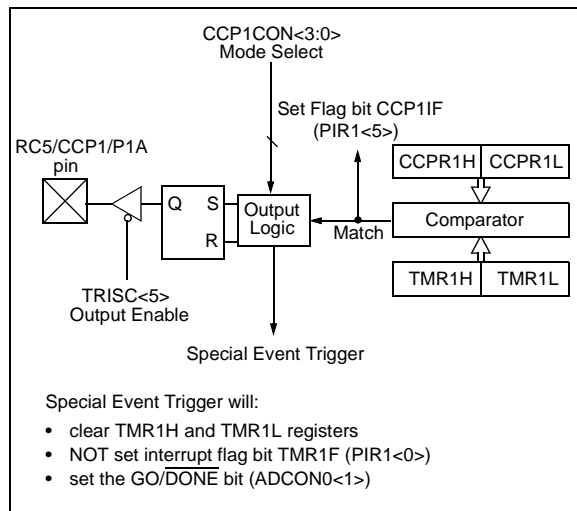 CCP1CON<3:0>
Mode Select
Set Flag bit CCP1IF
(PIR1<5>)
RC5/CCP1/P1A
pin
CCPR1H CCPR1L
Q S Output
R Logic
Match
Comparator
TRISC<5>
Output Enable
TMR1H TMR1L
Special Event Trigger
Special Event Trigger will:
• clear TMR1H and TMR1L registers
• NOT set interrupt flag bit TMR1F (PIR1<0>)
• set the GO/DONE bit (ADCON0<1>)